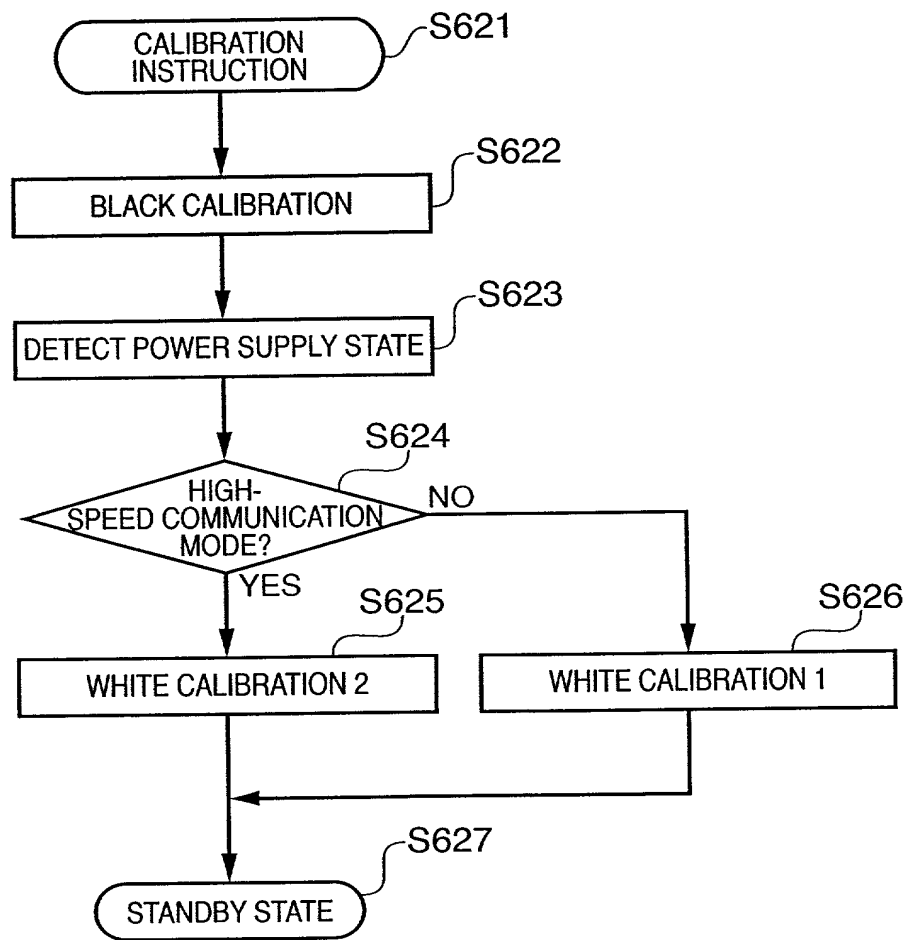 S621
CALIBRATION
INSTRUCTION
S622
BLACK CALIBRATION
S623
DETECT POWER SUPPLY STATE
S624
HIGH-
SPEED COMMUNICATION
MODE?
NO
YES
S625
WHITE CALIBRATION 2
S626
WHITE CALIBRATION 1
S627
STANDBY STATE